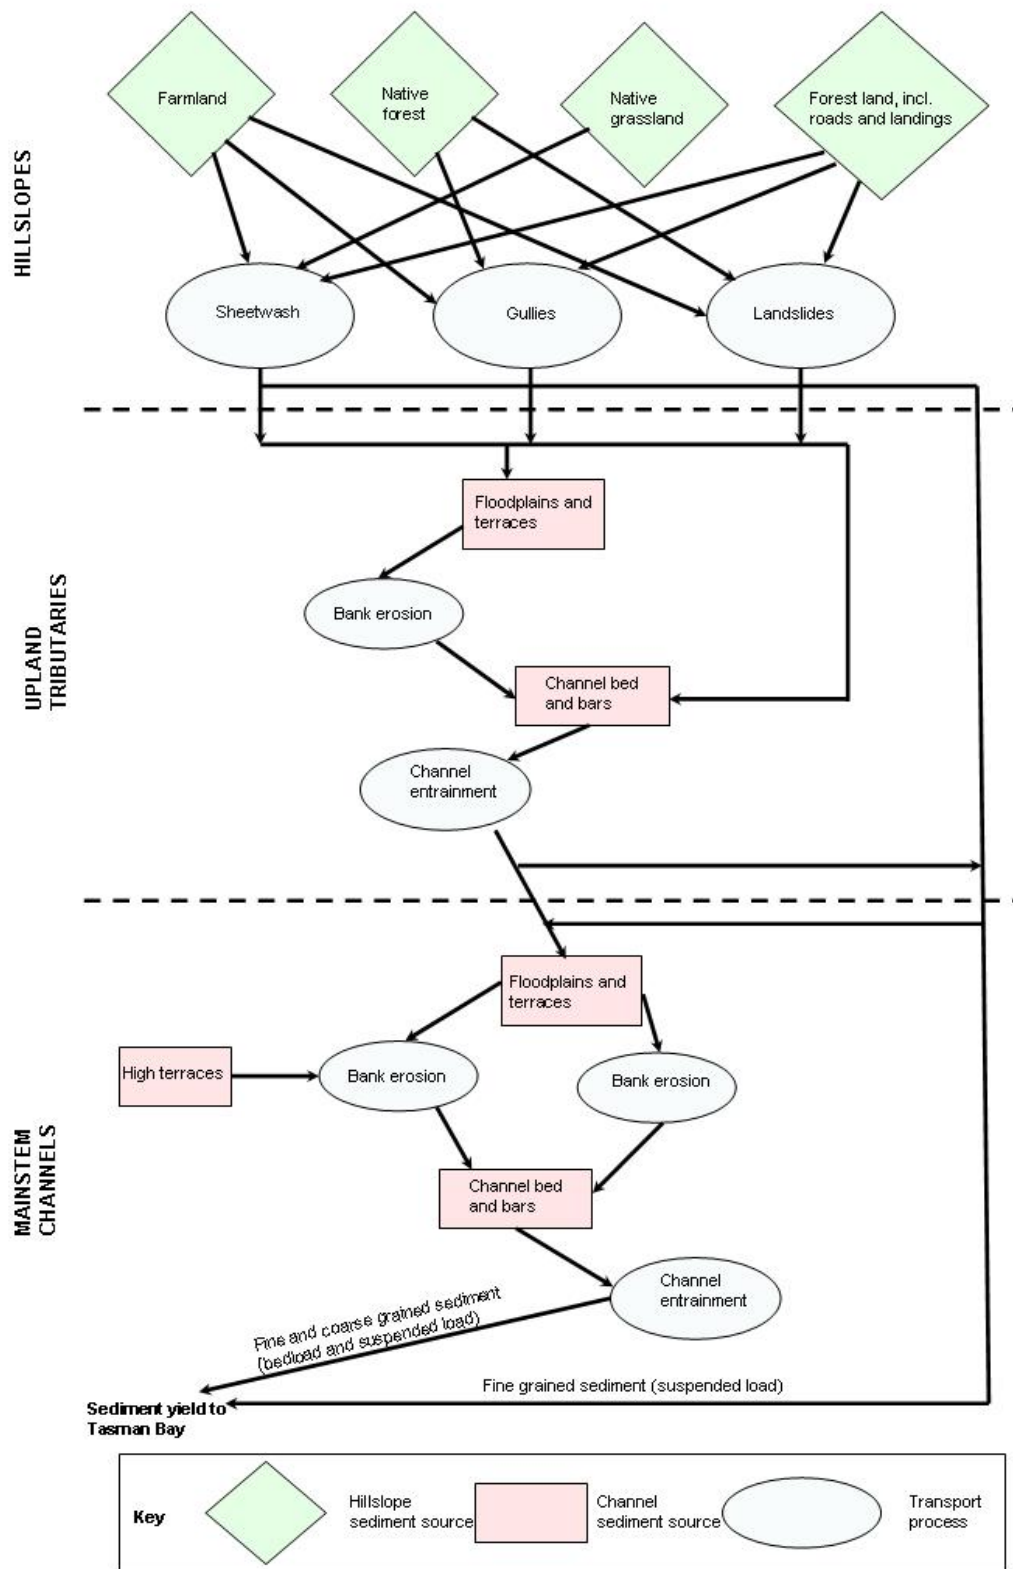 HILLSLOPES
Farmland
Native
forest
Native
grassland
Forest land, incl.
roads and landings
Sheetwash
Gullies
Landslides
UPLAND
TRIBUTARIES
Floodplains and
terraces
Bank erosion
Channel bed
and bars
Channel
entrainment
MAINSTEM
CHANNELS
Floodplains and
terraces
High terraces
Bank erosion
Bank erosion
Channel bed
and bars
Channel
entrainment
Fine and coarse grained sediment
(bedload and suspended load)
Fine grained sediment (suspended load)
Sediment yield to
Tasman Bay
Key
Hillslope
sediment source
Channel
sediment source
Transport
process